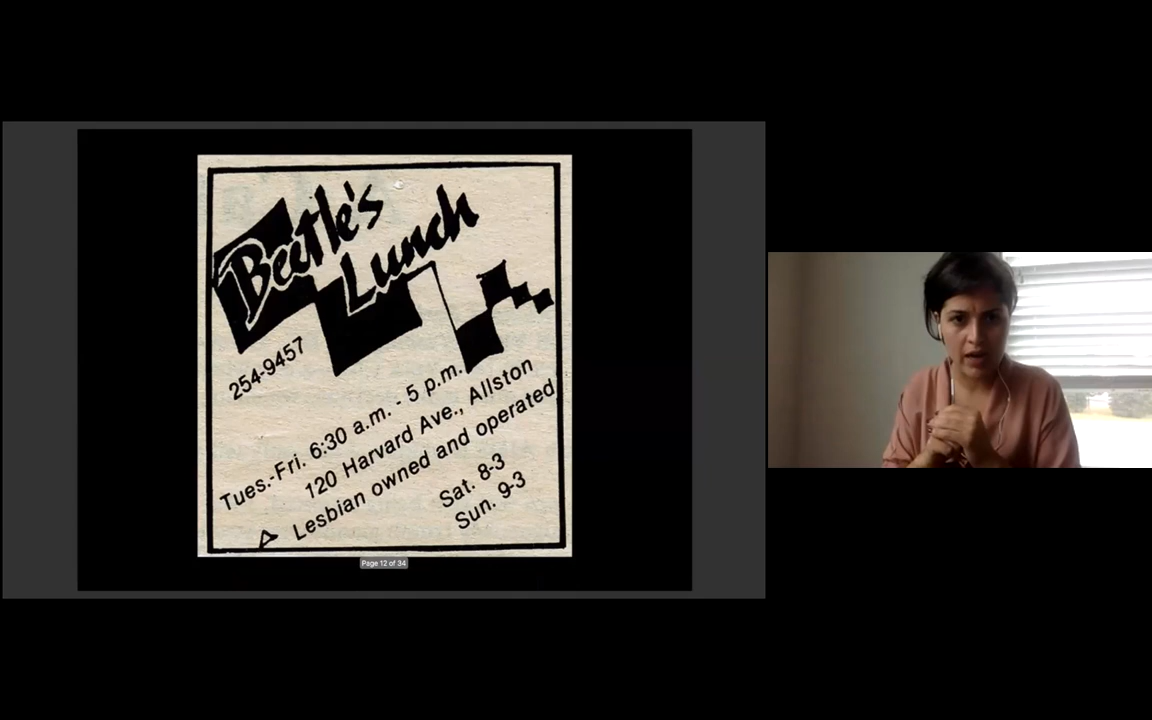 Beetle's
Lunch
254-9457
Tues.-Fri. 6:30 a.m. - 5 p.m.
120 Harvard Ave., Allston
Lesbian owned and operated
Sat. 8-3
Sun. 9-3
Page 12 of 34